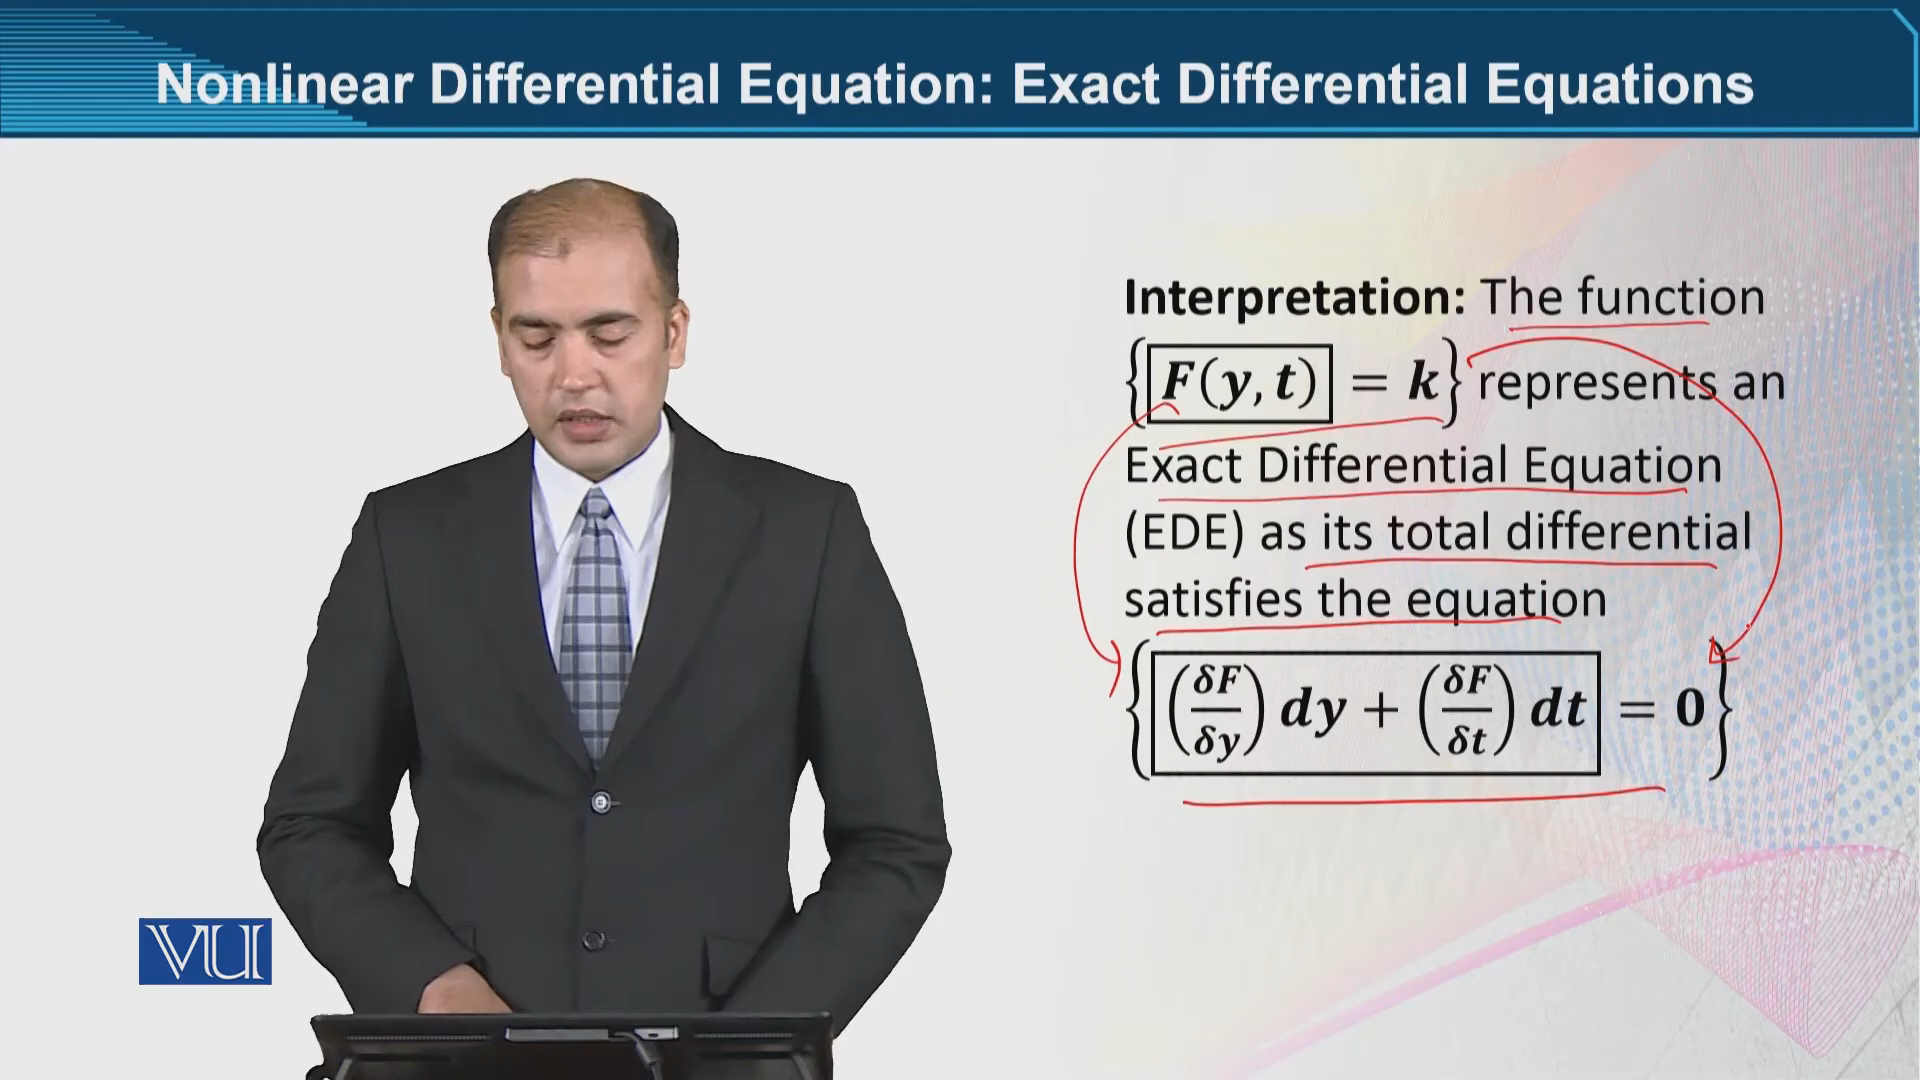 Nonlinear Differential Equation: Exact Differential Equations
Interpretation: The function
{F(y, t) = k} represents an
Exact Differential Equation
(EDE) as its total differential
satisfies the equation
{(δF/δy) dy + (δF/δt) dt = 0}
VU